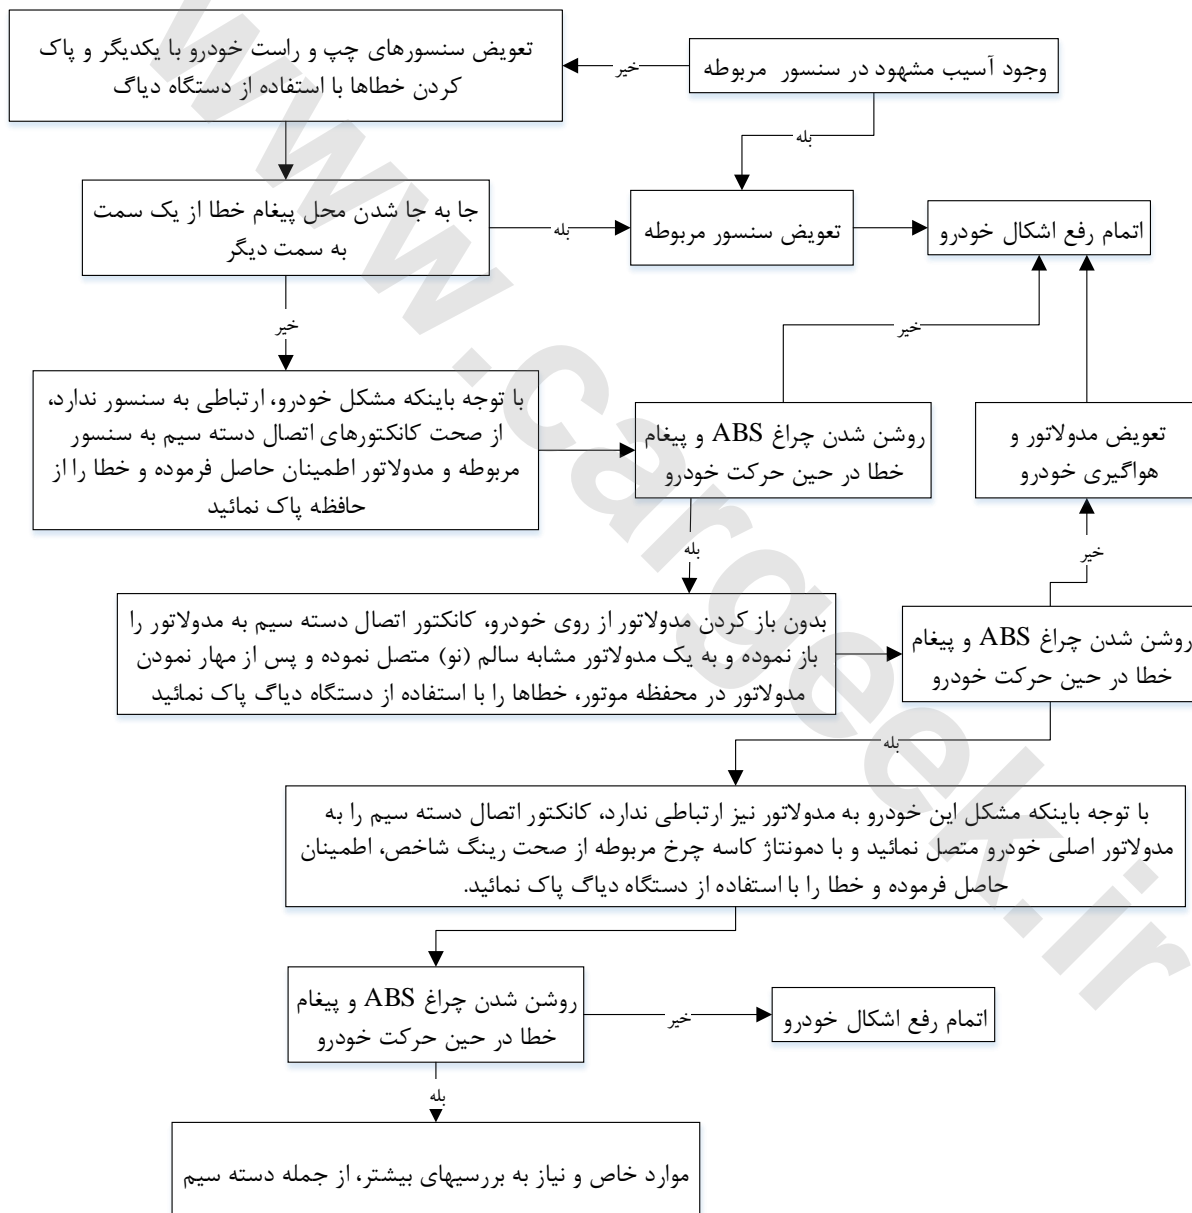 وجود آسیب مشهود در سنسور مربوطه
خیر
تعویض سنسورهای چپ و راست خودرو با یکدیگر و پاک
کردن خطاها با استفاده از دستگاه دیاگ
بله
جا به جا شدن محل پیغام خطا از یک سمت
به سمت دیگر
بله
تعویض سنسور مربوطه
اتمام رفع اشکال خودرو
خیر
خیر
با توجه باینکه مشکل خودرو، ارتباطی به سنسور ندارد،
از صحت کانکتورهای اتصال دسته سیم به سنسور
مربوطه و مدولاتور اطمینان حاصل فرموده و خطا را از
حافظه پاک نمائید
روشن شدن چراغ ABS و پیغام
خطا در حین حرکت خودرو
تعویض مدولاتور و
هواگیری خودرو
بله
خیر
بدون باز کردن مدولاتور از روی خودرو، کانکتور اتصال دسته سیم به مدولاتور را
باز نموده و به یک مدولاتور مشابه سالم (نو) متصل نموده و پس از مهار نمودن
مدولاتور در محفظه موتور، خطاها را با استفاده از دستگاه دیاگ پاک نمائید
روشن شدن چراغ ABS و پیغام
خطا در حین حرکت خودرو
بله
با توجه باینکه مشکل این خودرو به مدولاتور نیز ارتباطی ندارد، کانکتور اتصال دسته سیم را به
مدولاتور اصلی خودرو متصل نمائید و با دمونتاژ کاسه چرخ مربوطه از صحت رینگ شاخص، اطمینان
حاصل فرموده و خطا را با استفاده از دستگاه دیاگ پاک نمائید.
روشن شدن چراغ ABS و پیغام
خطا در حین حرکت خودرو
خیر
اتمام رفع اشکال خودرو
بله
موارد خاص و نیاز به بررسیهای بیشتر، از جمله دسته سیم
www.cargeek.ir